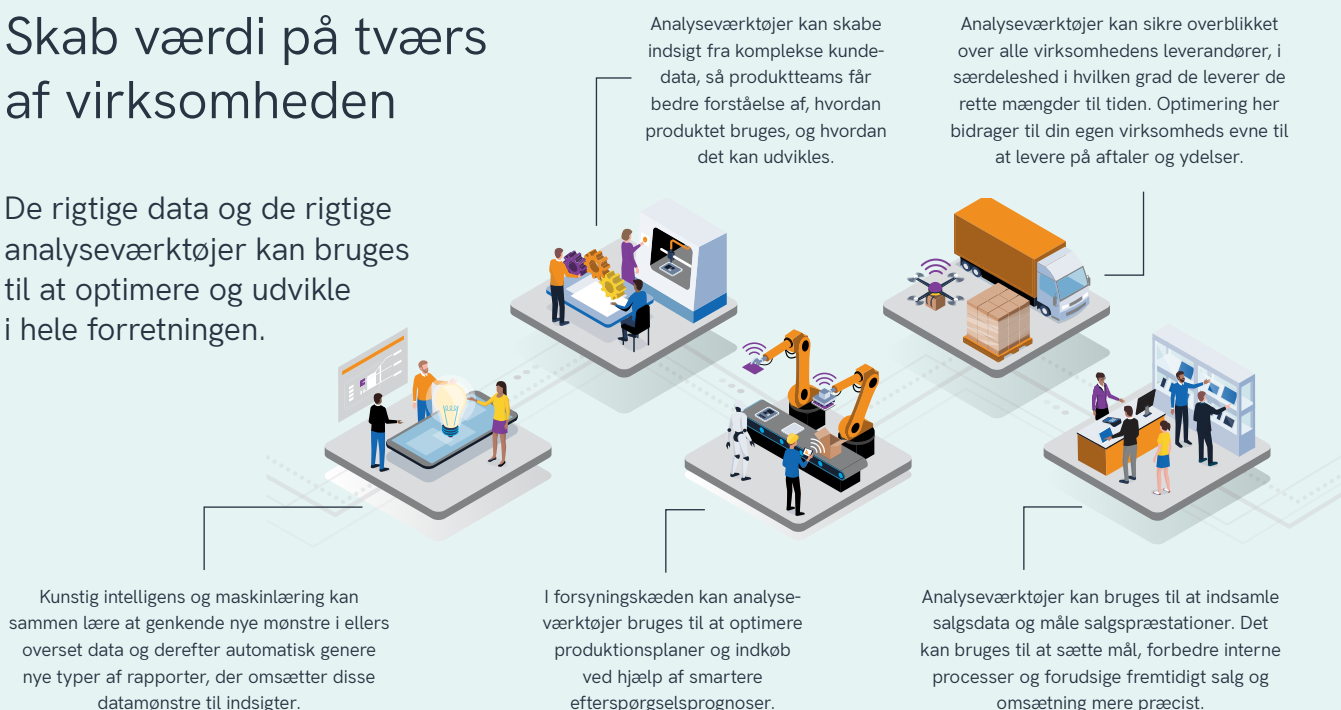 Skab værdi på tværs
af virksomheden
De rigtige data og de rigtige
analyseværktøjer kan bruges
til at optimere og udvikle
i hele forretningen.
Analyseværktøjer kan skabe
indsigt fra komplekse kunde-
data, så produktteams får
bedre forståelse af, hvordan
produktet bruges, og hvordan
det kan udvikles.
Analyseværktøjer kan sikre overblikket
over alle virksomhedens leverandører, i
særdeleshed i hvilken grad de leverer de
rette mængder til tiden. Optimering her
bidrager til din egen virksomheds evne til
at levere på aftaler og ydelser.
Kunstig intelligens og maskinlæring kan
sammen lære at genkende nye mønstre i ellers
overset data og derefter automatisk genere
nye typer af rapporter, der omsætter disse
datamønstre til indsigter.
I forsyningskæden kan analyse-
værktøjer bruges til at optimere
produktionsplaner og indkøb
ved hjælp af smartere
efterspørgselsprognoser.
Analyseværktøjer kan bruges til at indsamle
salgsdata og måle salgspræstationer. Det
kan bruges til at sætte mål, forbedre interne
processer og forudsige fremtidigt salg og
omsætning mere præcist.